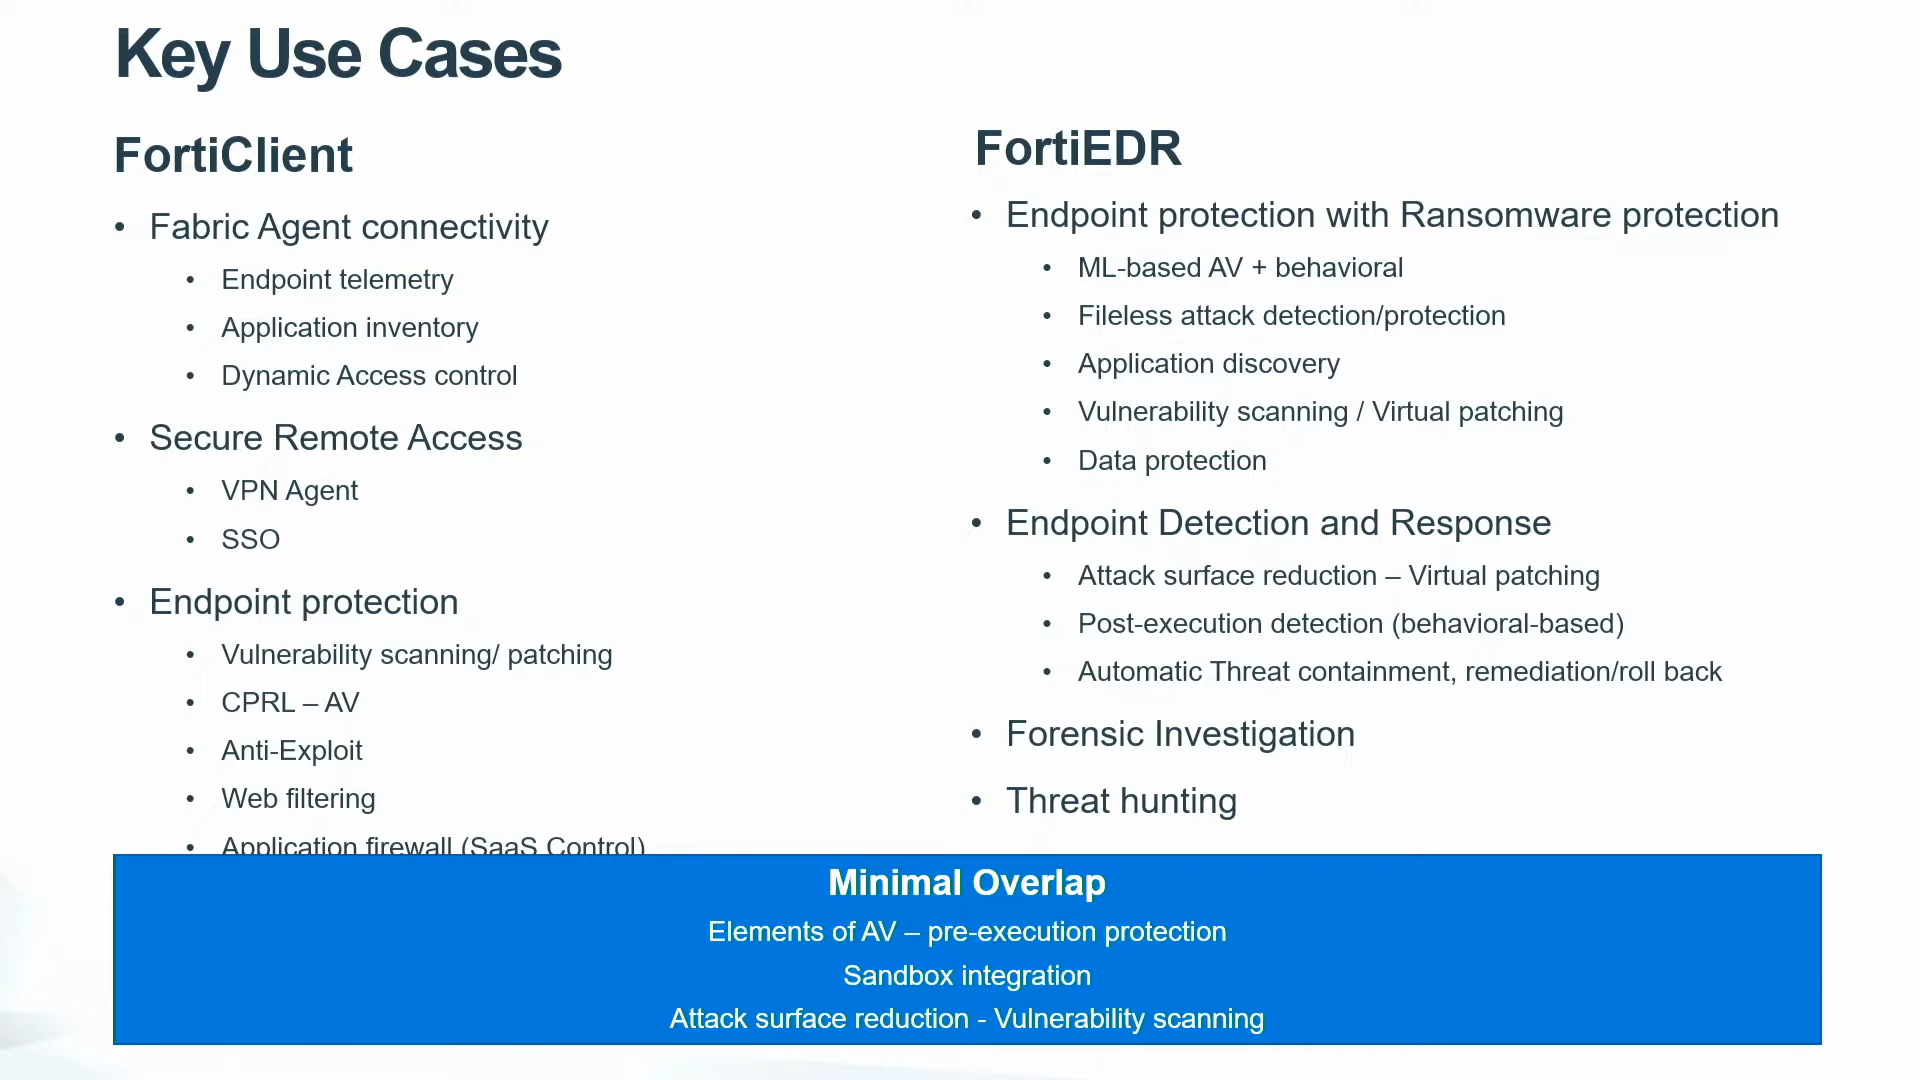 Key Use Cases
FortiClient
• Fabric Agent connectivity
• Endpoint telemetry
• Application inventory
• Dynamic Access control
• Secure Remote Access
• VPN Agent
• SSO
• Endpoint protection
• Vulnerability scanning/ patching
• CPRL – AV
• Anti-Exploit
• Web filtering
• Application firewall (SaaS Control)
FortiEDR
• Endpoint protection with Ransomware protection
• ML-based AV + behavioral
• Fileless attack detection/protection
• Application discovery
• Vulnerability scanning / Virtual patching
• Data protection
• Endpoint Detection and Response
• Attack surface reduction – Virtual patching
• Post-execution detection (behavioral-based)
• Automatic Threat containment, remediation/roll back
• Forensic Investigation
• Threat hunting
Minimal Overlap
Elements of AV – pre-execution protection
Sandbox integration
Attack surface reduction - Vulnerability scanning